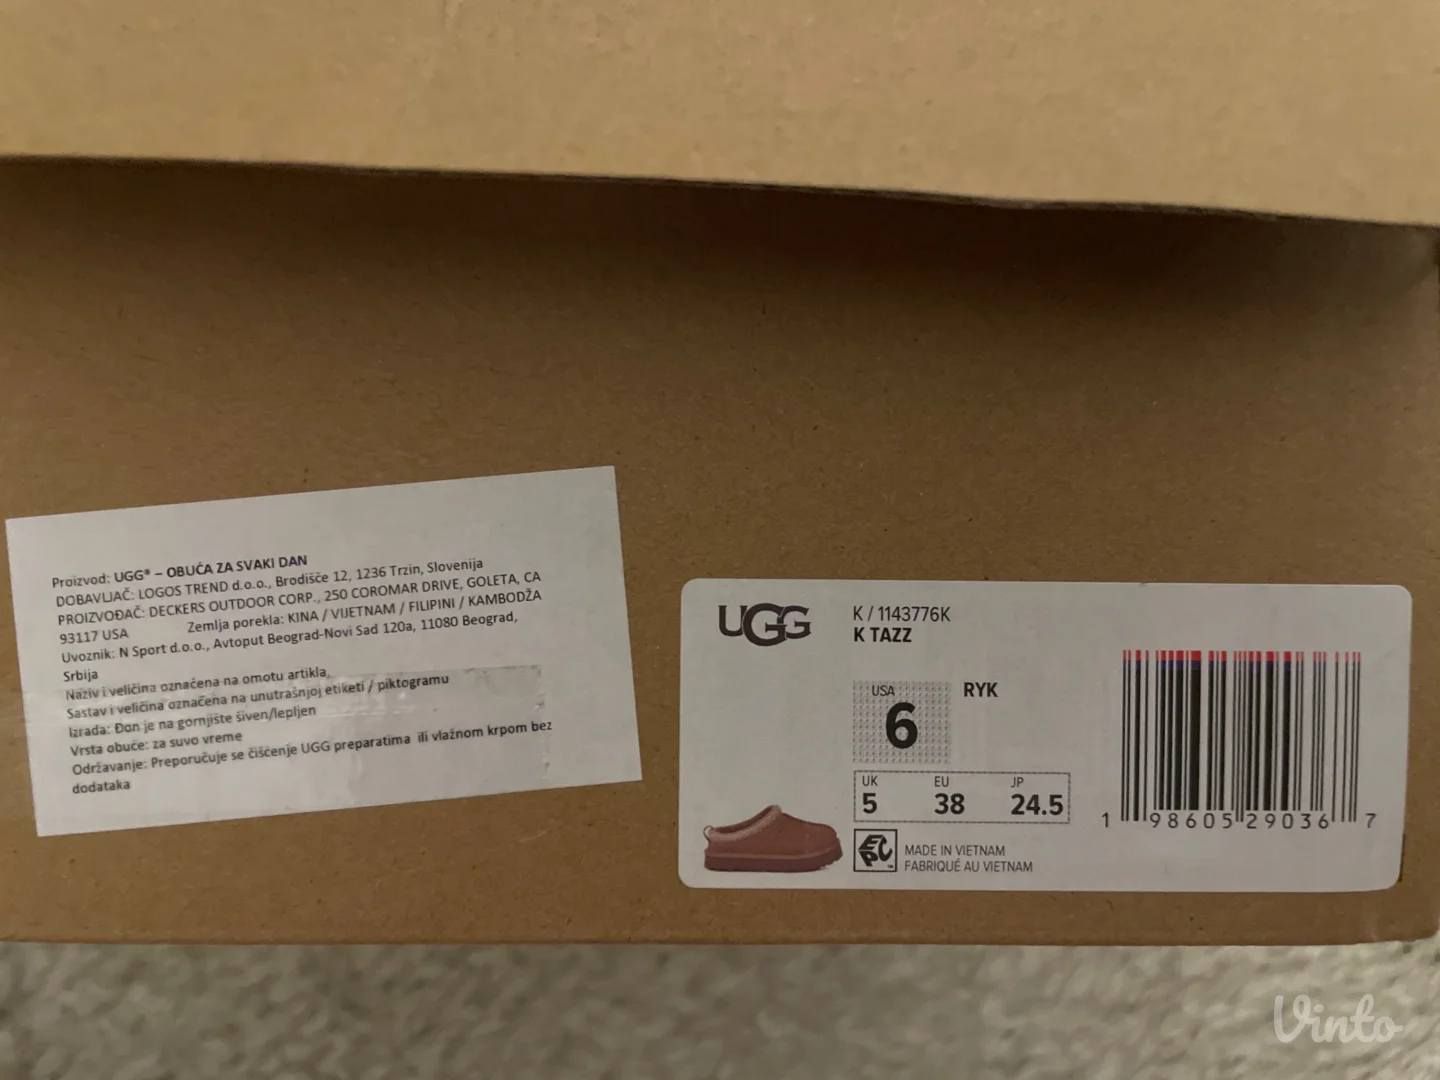 Proizvod: UGG® – OBUĆA ZA SVAKI DAN
DOBAVLJAČ: LOGOS TREND d.o.o., Brodišče 12, 1236 Trzin, Slovenija
PROIZVOĐAČ: DECKERS OUTDOOR CORP., 250 COROMAR DRIVE, GOLETA, CA
93117 USA Zemlja porekla: KINA / VIJETNAM / FILIPINI / KAMBODŽA
Uvoznik: N Sport d.o.o., Avtoput Beograd-Novi Sad 120a, 11080 Beograd,
Srbija
Naziv i veličina označena na omotu artikla,
Sastav i veličina označena na unutrašnjoj etiketi / piktogramu
Izrada: Đon je na gornjište šiven/lepljen
Vrsta obuće: za suvo vreme
Održavanje: Preporučuje se čišćenje UGG preparatima ili vlažnom krpom bez
dodataka
UGG
K / 1143776K
K TAZZ
USA
6
RYK
UK EU JP
5 38 24.5
EPC
MADE IN VIETNAM
FABRIQUÉ AU VIETNAM
1 98605 29036 7
Vinto